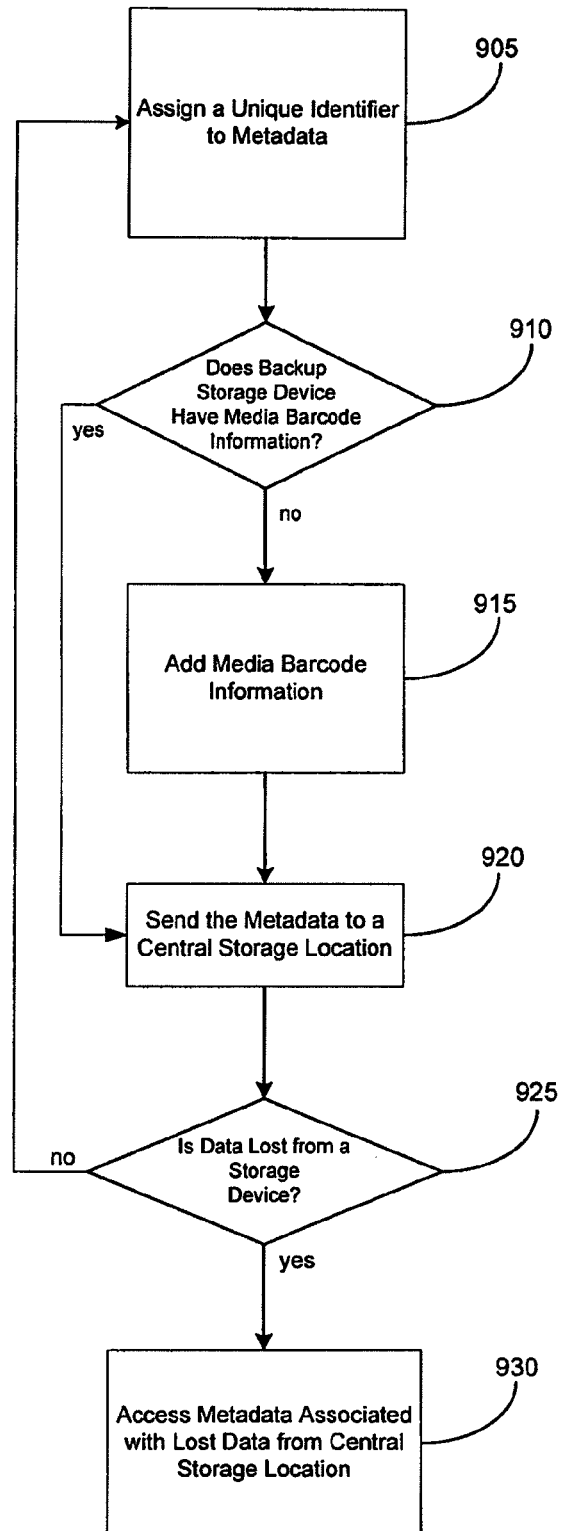 905
Assign a Unique Identifier
to Metadata
910
Does Backup
Storage Device
Have Media Barcode
Information?
yes
no
915
Add Media Barcode
Information
920
Send the Metadata to a
Central Storage Location
925
Is Data Lost from a
Storage
Device?
no
yes
930
Access Metadata Associated
with Lost Data from Central
Storage Location